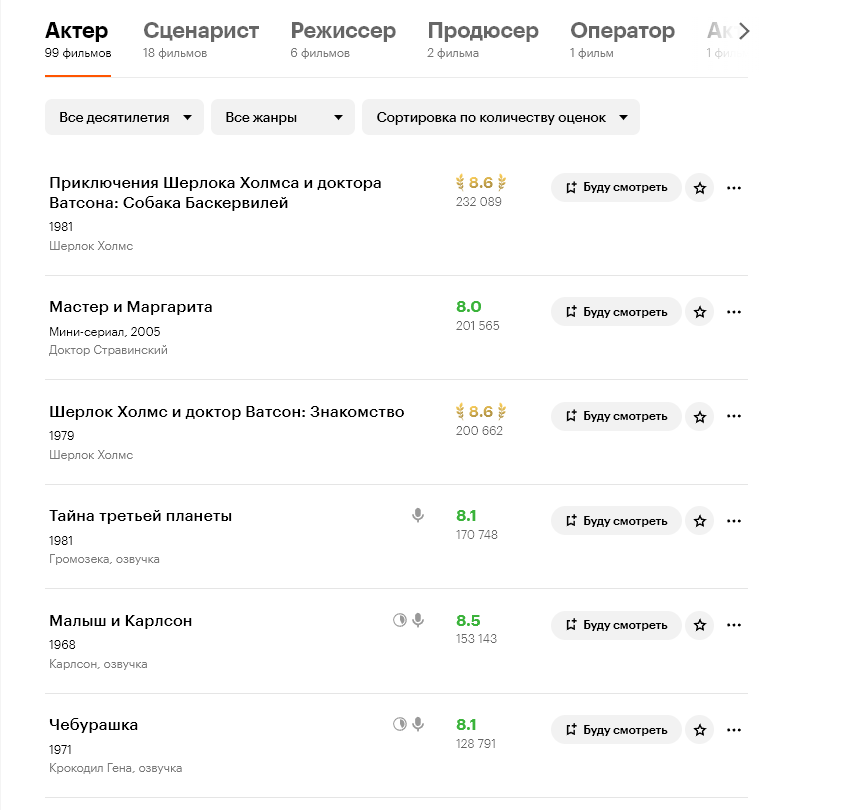 Актер Сценарист Режиссер Продюсер Оператор Ак
99 фильмов 18 фильмов 6 фильмов 2 фильма 1 фильм 1 фи
Все десятилетия Все жанры Сортировка по количеству оценок
Приключения Шерлока Холмса и доктора
Ватсона: Собака Баскервилей
8.6 Буду смотреть
232 089
1981
Шерлок Холмс
Мастер и Маргарита 8.0 Буду смотреть
201 565
Мини-сериал, 2005
Доктор Стравинский
Шерлок Холмс и доктор Ватсон: Знакомство 8.6 Буду смотреть
200 662
1979
Шерлок Холмс
Тайна третьей планеты 8.1 Буду смотреть
170 748
1981
Громозека, озвучка
Малыш и Карлсон 8.5 Буду смотреть
153 143
1968
Карлсон, озвучка
Чебурашка 8.1 Буду смотреть
128 791
1971
Крокодил Гена, озвучка